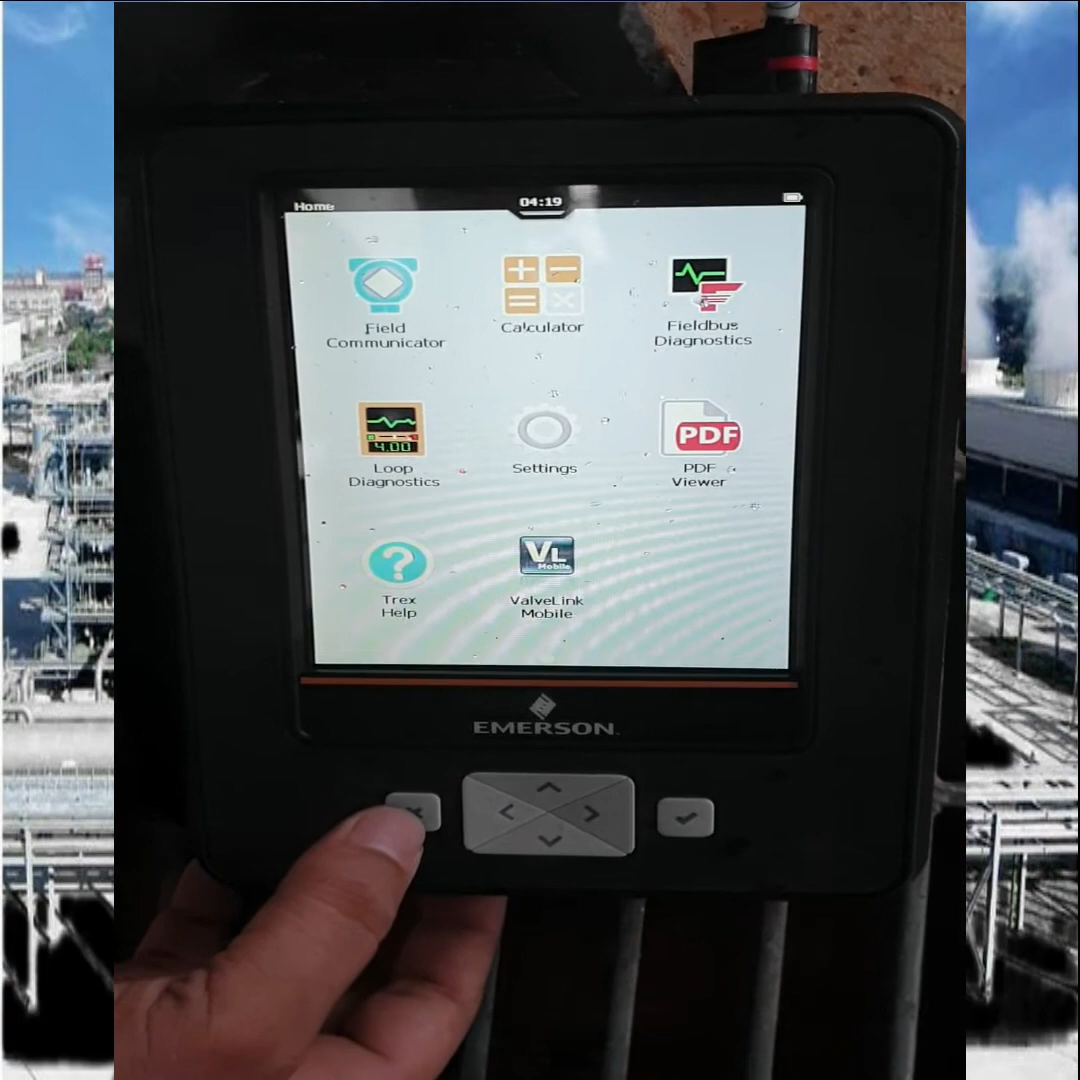 Home
04:19
Field
Communicator
Calculator
Fieldbus
Diagnostics
4.00
Loop
Diagnostics
Settings
PDF
PDF
Viewer
?
Trex
Help
VL
Mobile
ValveLink
Mobile
EMERSON